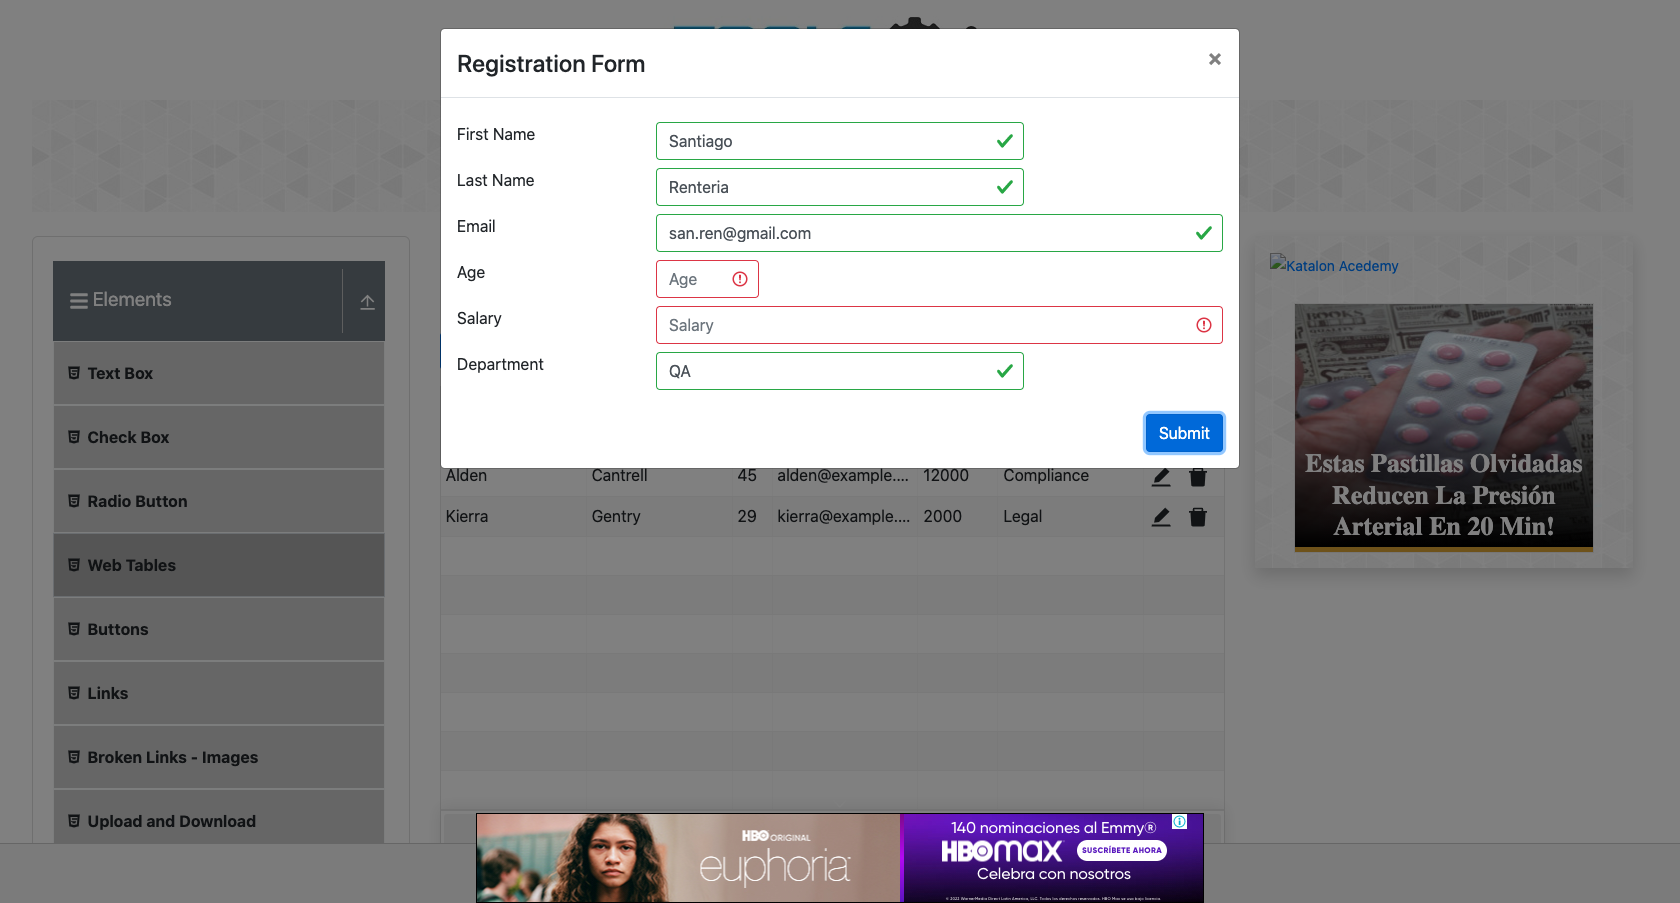 Registration Form
×
First Name
Santiago
Last Name
Renteria
Email
san.ren@gmail.com
Age
Age
Salary
Salary
Department
QA
Submit
Elements
Text Box
Check Box
Radio Button
Web Tables
Buttons
Links
Broken Links - Images
Upload and Download
Alden Cantrell 45 alden@example.... 12000 Compliance
Kierra Gentry 29 kierra@example.... 2000 Legal
Katalon Acedemy
Estas Pastillas Olvidadas
Reducen La Presión
Arterial En 20 Min!
HBO ORIGINAL
euphoria
140 nominaciones al Emmy®
HBOMAX
SUSCRÍBETE AHORA
Celebra con nosotros